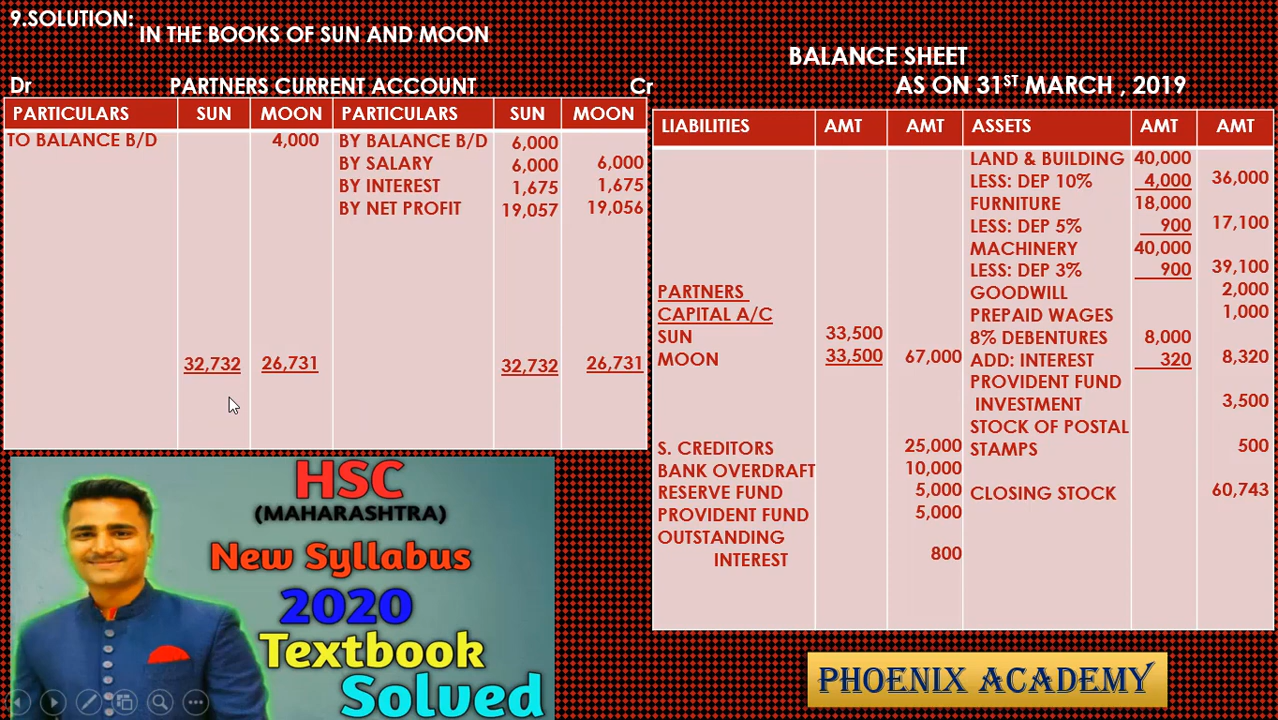 9.SOLUTION:
IN THE BOOKS OF SUN AND MOON
Dr PARTNERS CURRENT ACCOUNT Cr
PARTICULARS SUN MOON PARTICULARS SUN MOON
TO BALANCE B/D 4,000 BY BALANCE B/D 6,000
BY SALARY 6,000 6,000
BY INTEREST 1,675 1,675
BY NET PROFIT 19,057 19,056
32,732 26,731 32,732 26,731
BALANCE SHEET
AS ON 31ST MARCH , 2019
LIABILITIES AMT AMT ASSETS AMT AMT
LAND & BUILDING 40,000
LESS: DEP 10% 4,000 36,000
FURNITURE 18,000
LESS: DEP 5% 900 17,100
MACHINERY 40,000
LESS: DEP 3% 900 39,100
PARTNERS GOODWILL 2,000
CAPITAL A/C PREPAID WAGES 1,000
SUN 33,500 8% DEBENTURES 8,000
MOON 33,500 67,000 ADD: INTEREST 320 8,320
PROVIDENT FUND
INVESTMENT 3,500
STOCK OF POSTAL
S. CREDITORS 25,000 STAMPS 500
BANK OVERDRAFT 10,000
RESERVE FUND 5,000 CLOSING STOCK 60,743
PROVIDENT FUND 5,000
OUTSTANDING
INTEREST 800
HSC
(MAHARASHTRA)
New Syllabus
2020
Textbook
Solved
PHOENIX ACADEMY